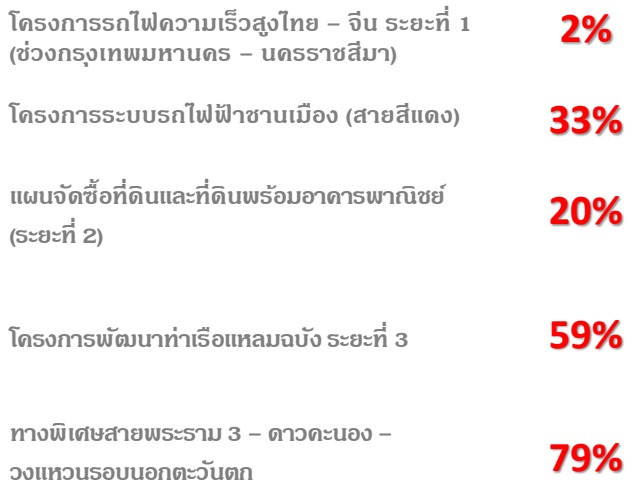 โครงการรถไฟความเร็วสูงไทย – จีน ระยะที่ 1 2%
(ช่วงกรุงเทพมหานคร – นครราชสีมา)
โครงการระบบรถไฟฟ้าชานเมือง (สายสีแดง) 33%
แผนจัดซื้อที่ดินและที่ดินพร้อมอาคารพาณิชย์ 20%
(ระยะที่ 2)
โครงการพัฒนาท่าเรือแหลมฉบัง ระยะที่ 3 59%
ทางพิเศษสายพระราม 3 – ดาวคะนอง –
วงแหวนรอบนอกตะวันตก 79%